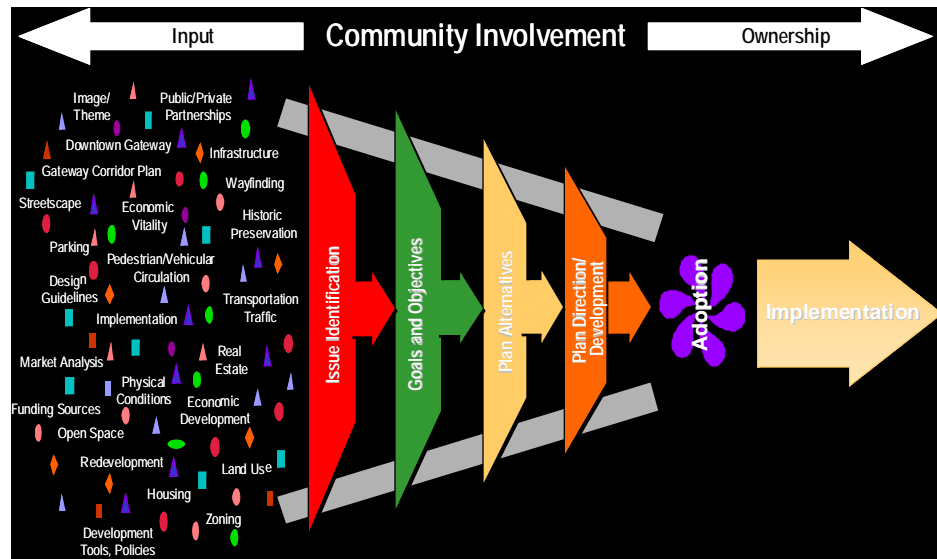 Input
Community Involvement
Ownership
Image/
Theme
Public/Private
Partnerships
Downtown Gateway
Infrastructure
Gateway Corridor Plan
Wayfinding
Streetscape
Economic
Vitality
Historic
Preservation
Parking
Pedestrian/Vehicular
Circulation
Design
Guidelines
Transportation
Traffic
Implementation
Market Analysis
Real
Estate
Physical
Conditions
Funding Sources
Economic
Development
Open Space
Redevelopment
Land Use
Housing
Zoning
Development
Tools, Policies
Issue Identification
Goals and Objectives
Plan Alternatives
Plan Direction/
Development
Adoption
Implementation